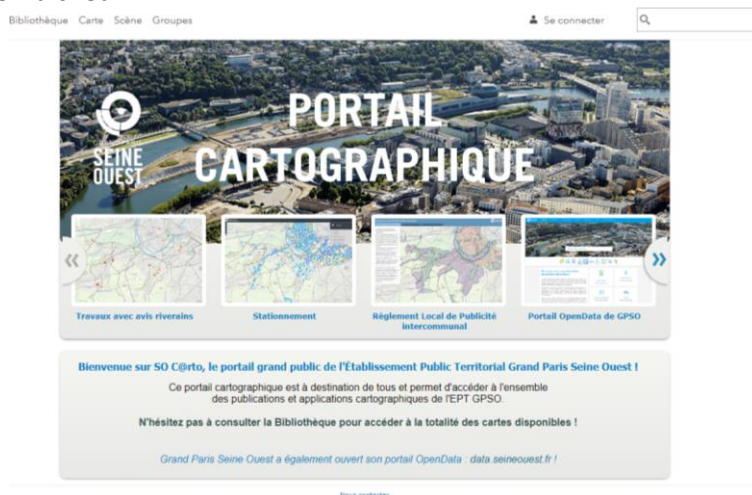 Bibliothèque Carte Scène Groupes
Se connecter
SEINE
OUEST
PORTAIL
CARTOGRAPHIQUE
Travaux avec avis riverains
Stationnement
Règlement Local de Publicité
intercommunal
Portail OpenData de GPSO
Bienvenue sur SO C@rto, le portail grand public de l'Établissement Public Territorial Grand Paris Seine Ouest !
Ce portail cartographique est à destination de tous et permet d'accéder à l'ensemble
des publications et applications cartographiques de l'EPT GPSO.
N'hésitez pas à consulter la Bibliothèque pour accéder à la totalité des cartes disponibles !
Grand Paris Seine Ouest a également ouvert son portail OpenData : data.seineouest.fr !